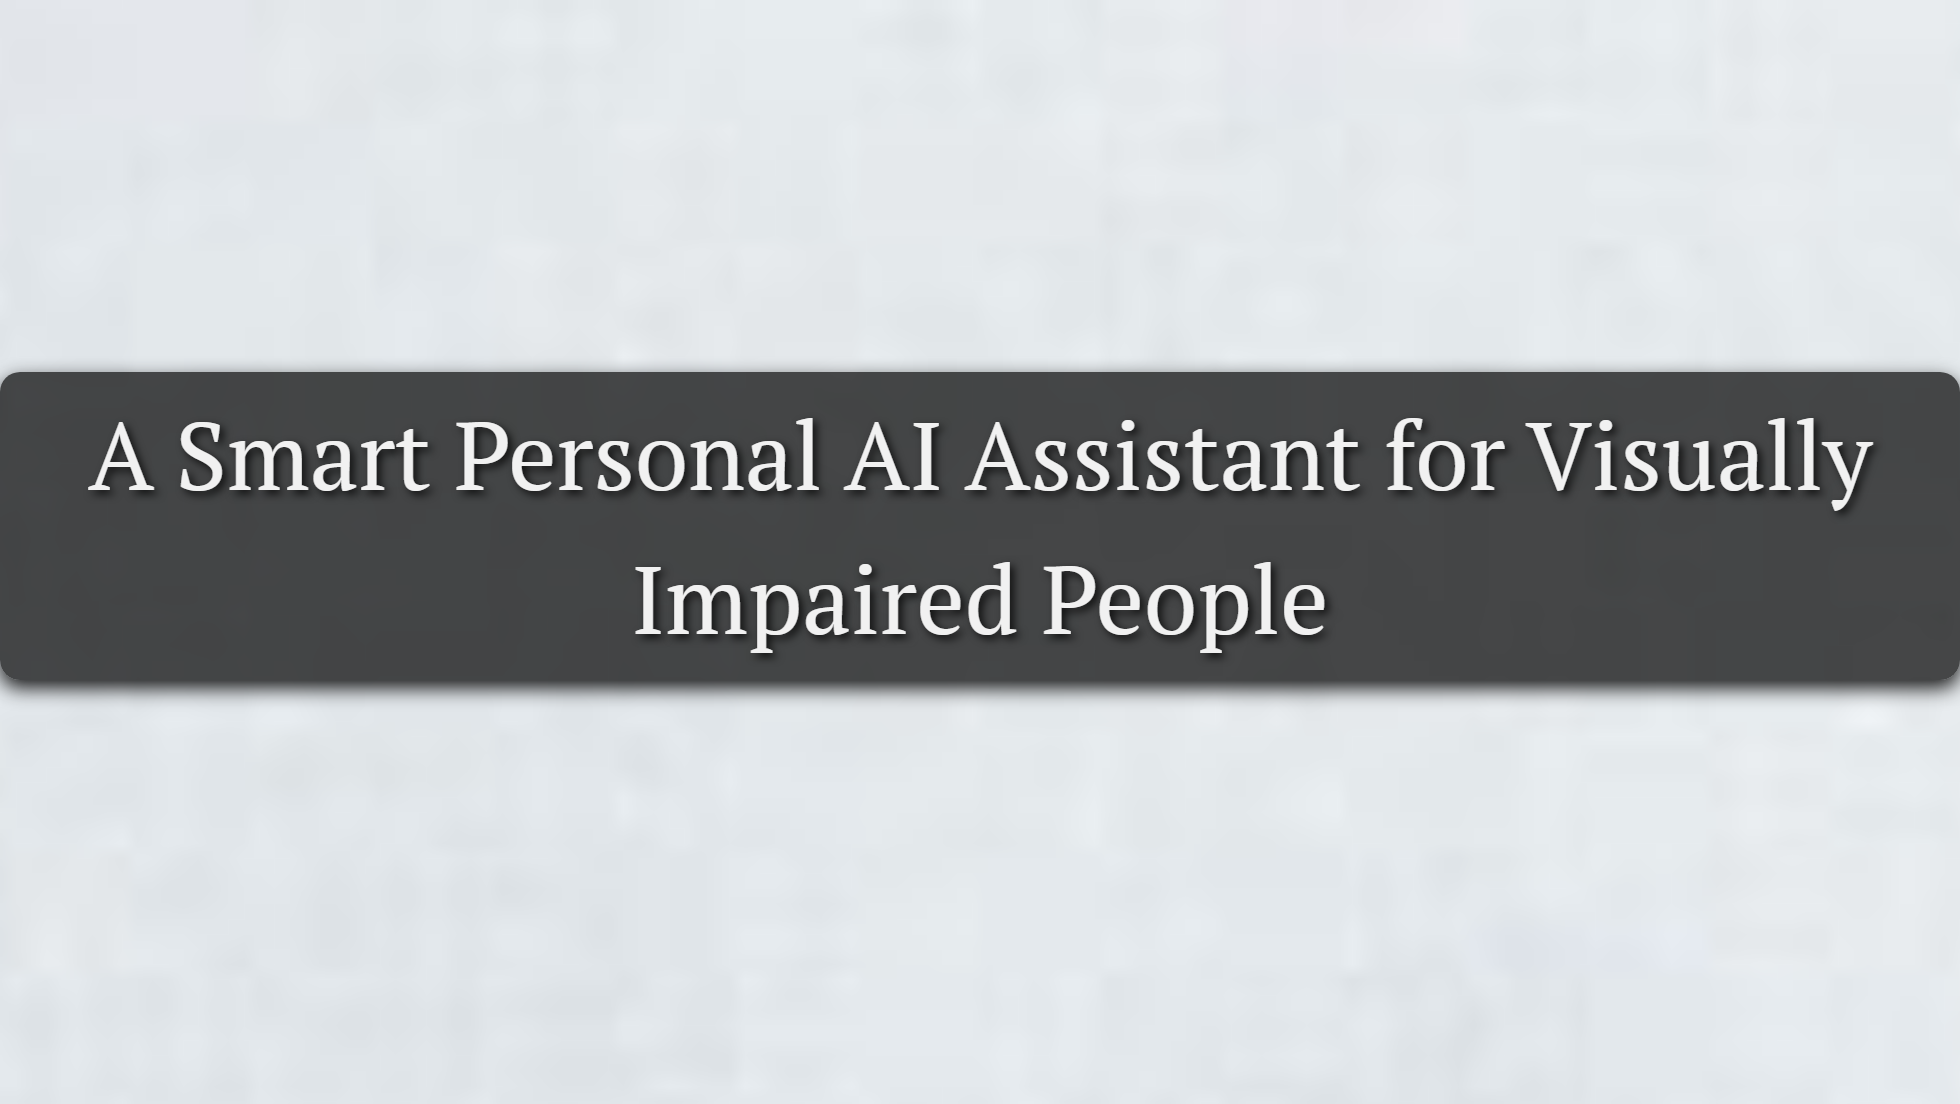 A Smart Personal AI Assistant for Visually
Impaired People